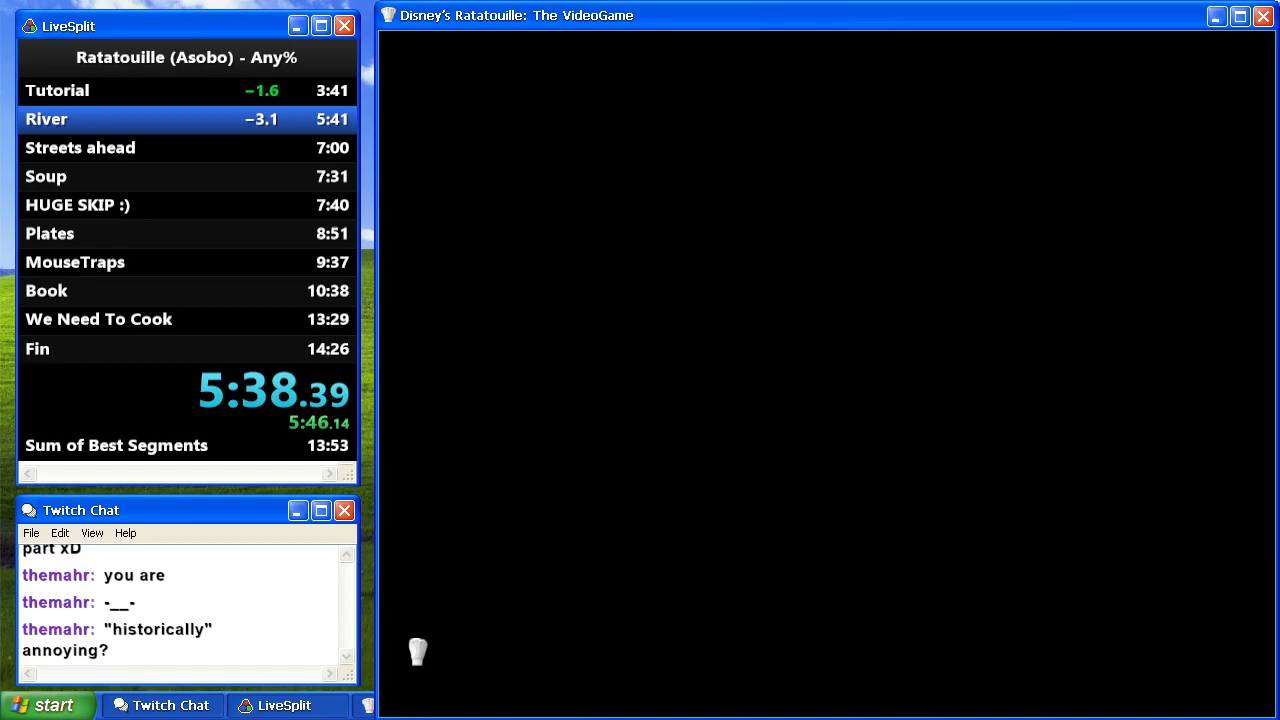 LiveSplit
Ratatouille (Asobo) - Any%
Tutorial −1.6 3:41
River −3.1 5:41
Streets ahead 7:00
Soup 7:31
HUGE SKIP :) 7:40
Plates 8:51
MouseTraps 9:37
Book 10:38
We Need To Cook 13:29
Fin 14:26
5:38.39
5:46.14
Sum of Best Segments 13:53
Twitch Chat
File Edit View Help
part xD
themahr: you are
themahr: -__-
themahr: "historically"
annoying?
start Twitch Chat LiveSplit
Disney's Ratatouille: The VideoGame